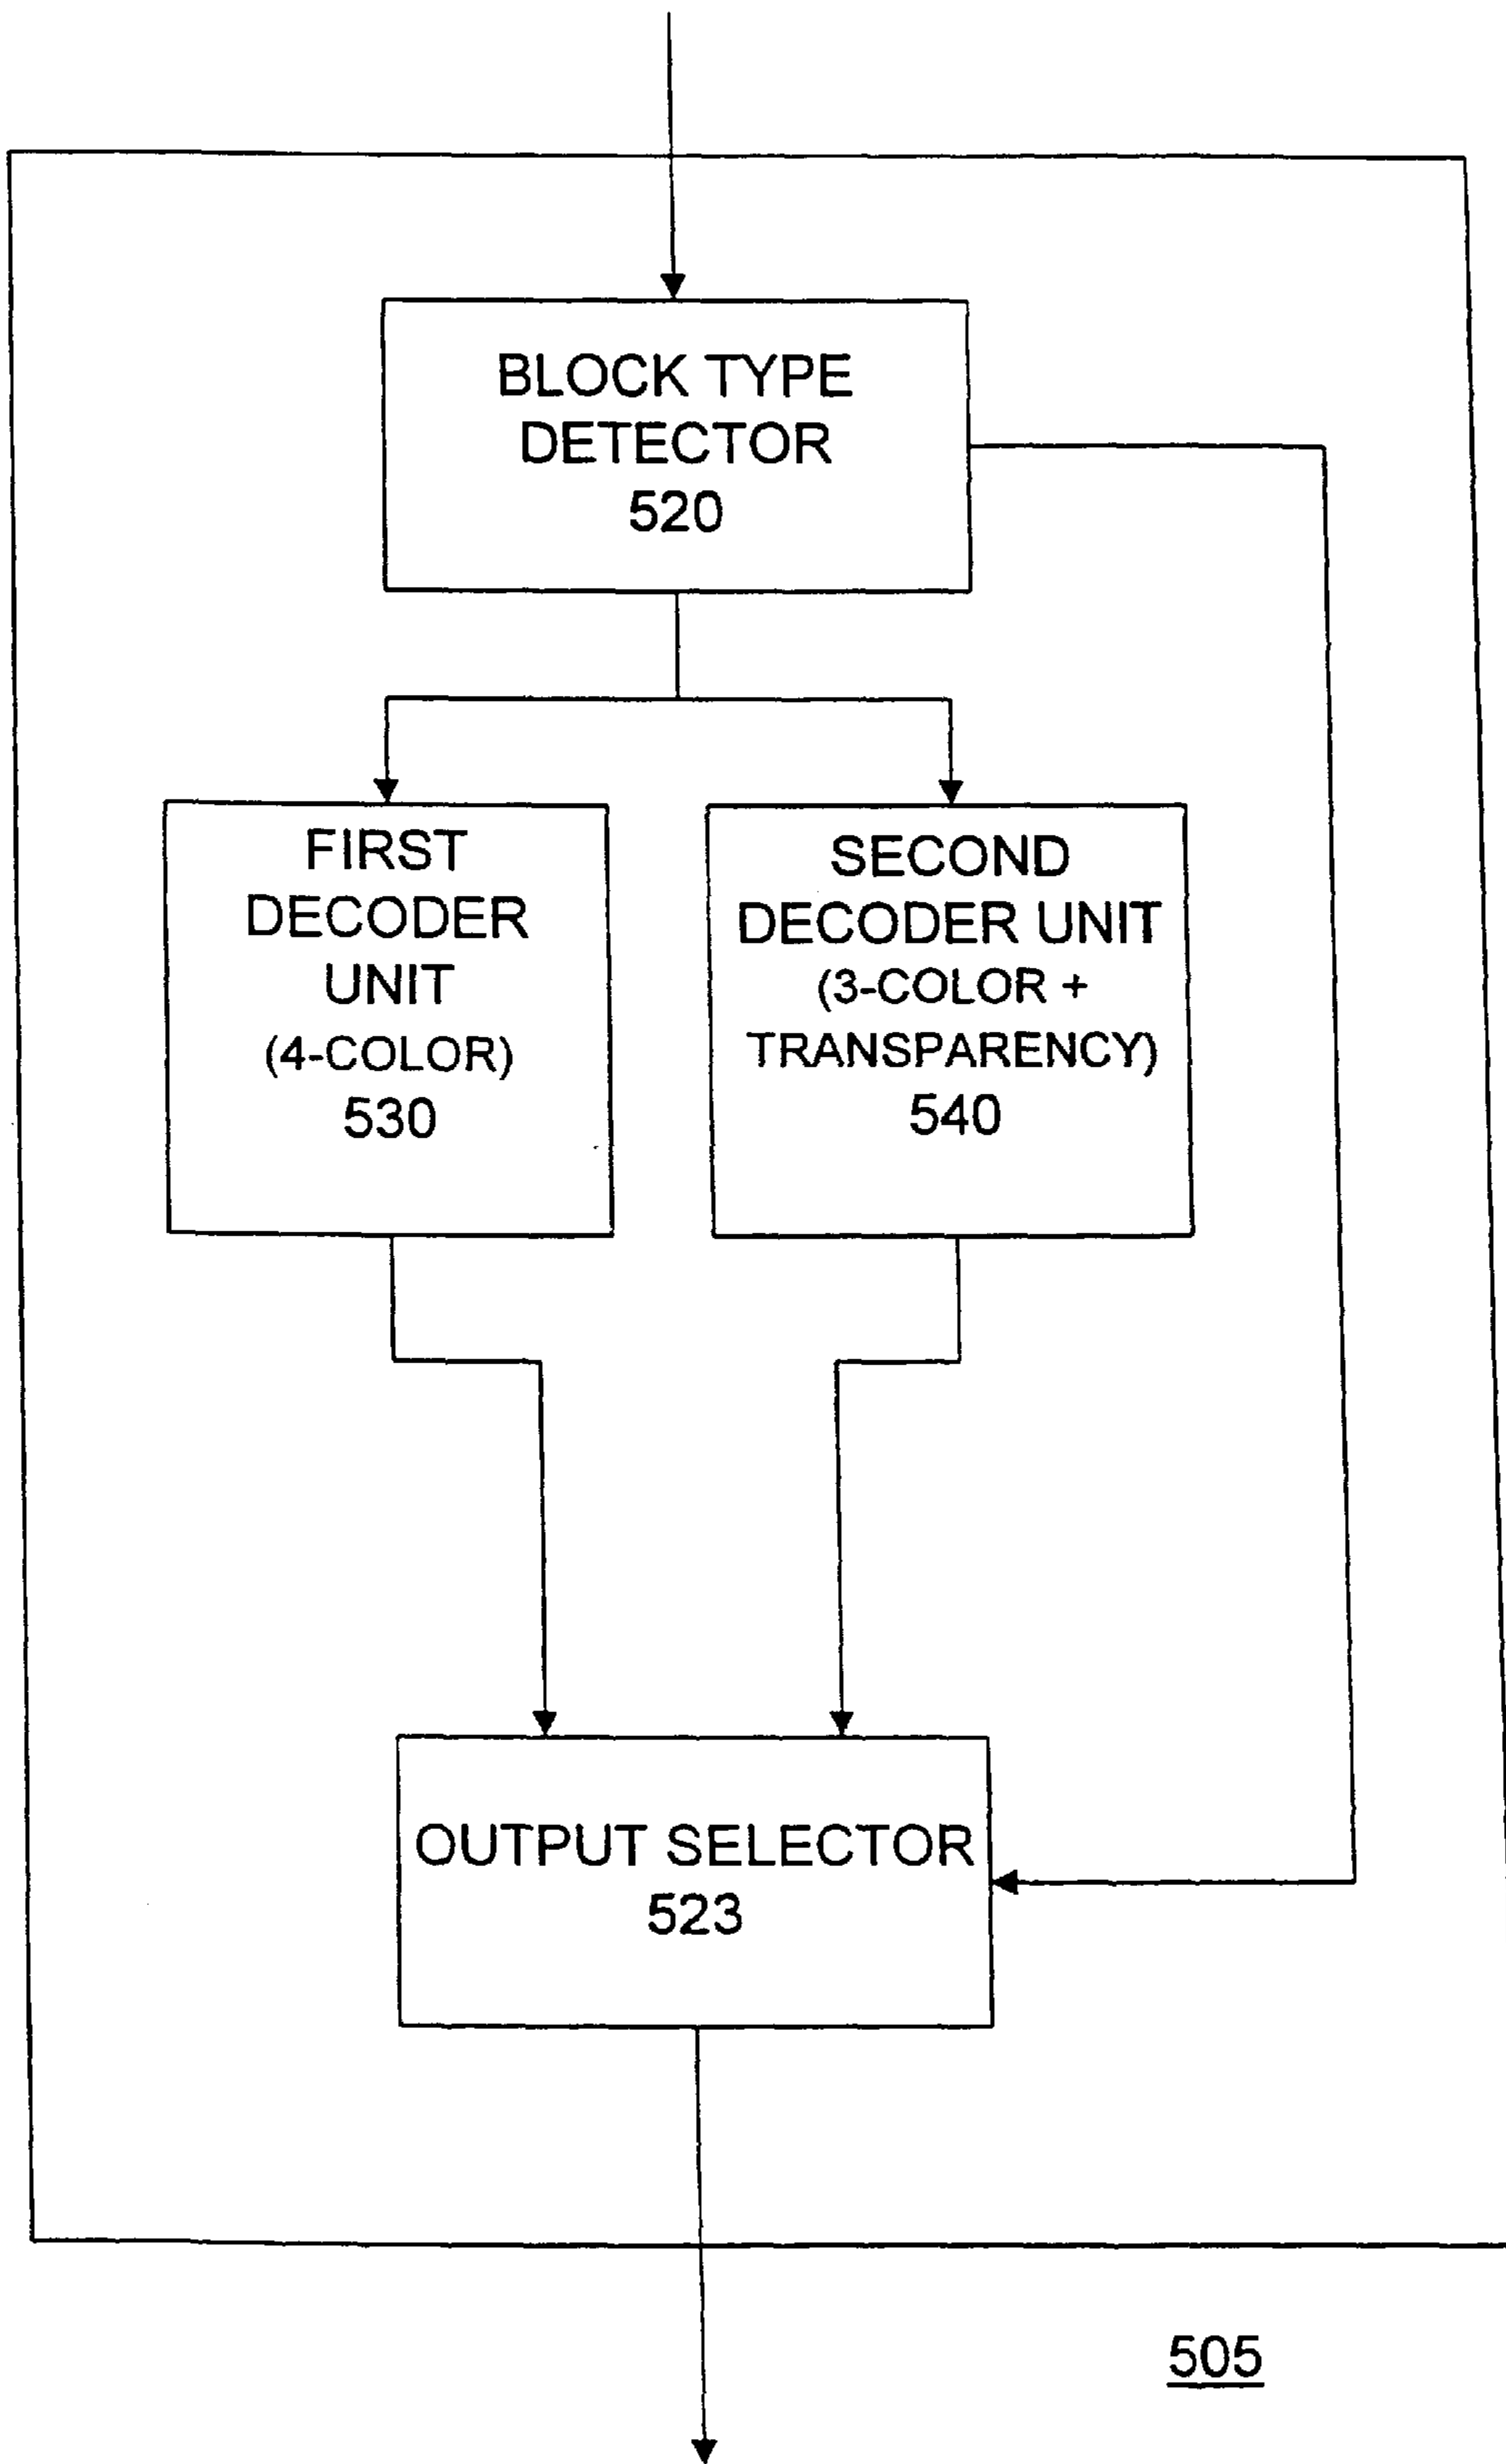 BLOCK TYPE
DETECTOR
520
FIRST
DECODER
UNIT
(4-COLOR)
530
SECOND
DECODER UNIT
(3-COLOR +
TRANSPARENCY)
540
OUTPUT SELECTOR
523
505